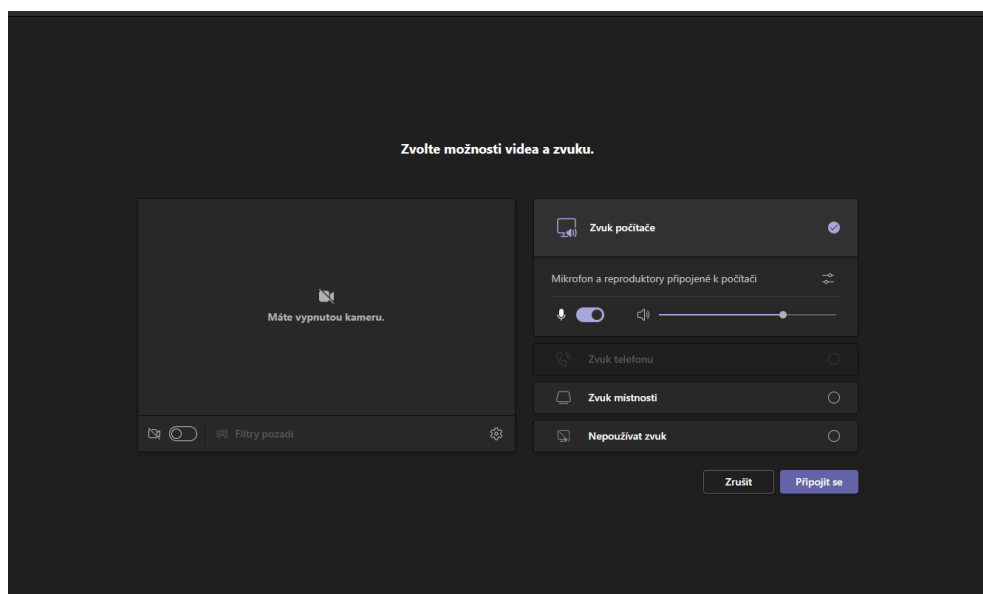 Zvolte možnosti videa a zvuku.
Máte vypnutou kameru.
Filtry pozadí
Zvuk počítače
Mikrofon a reproduktory připojené k počítači
Zvuk telefonu
Zvuk místnosti
Nepoužívat zvuk
Zrušit
Připojit se